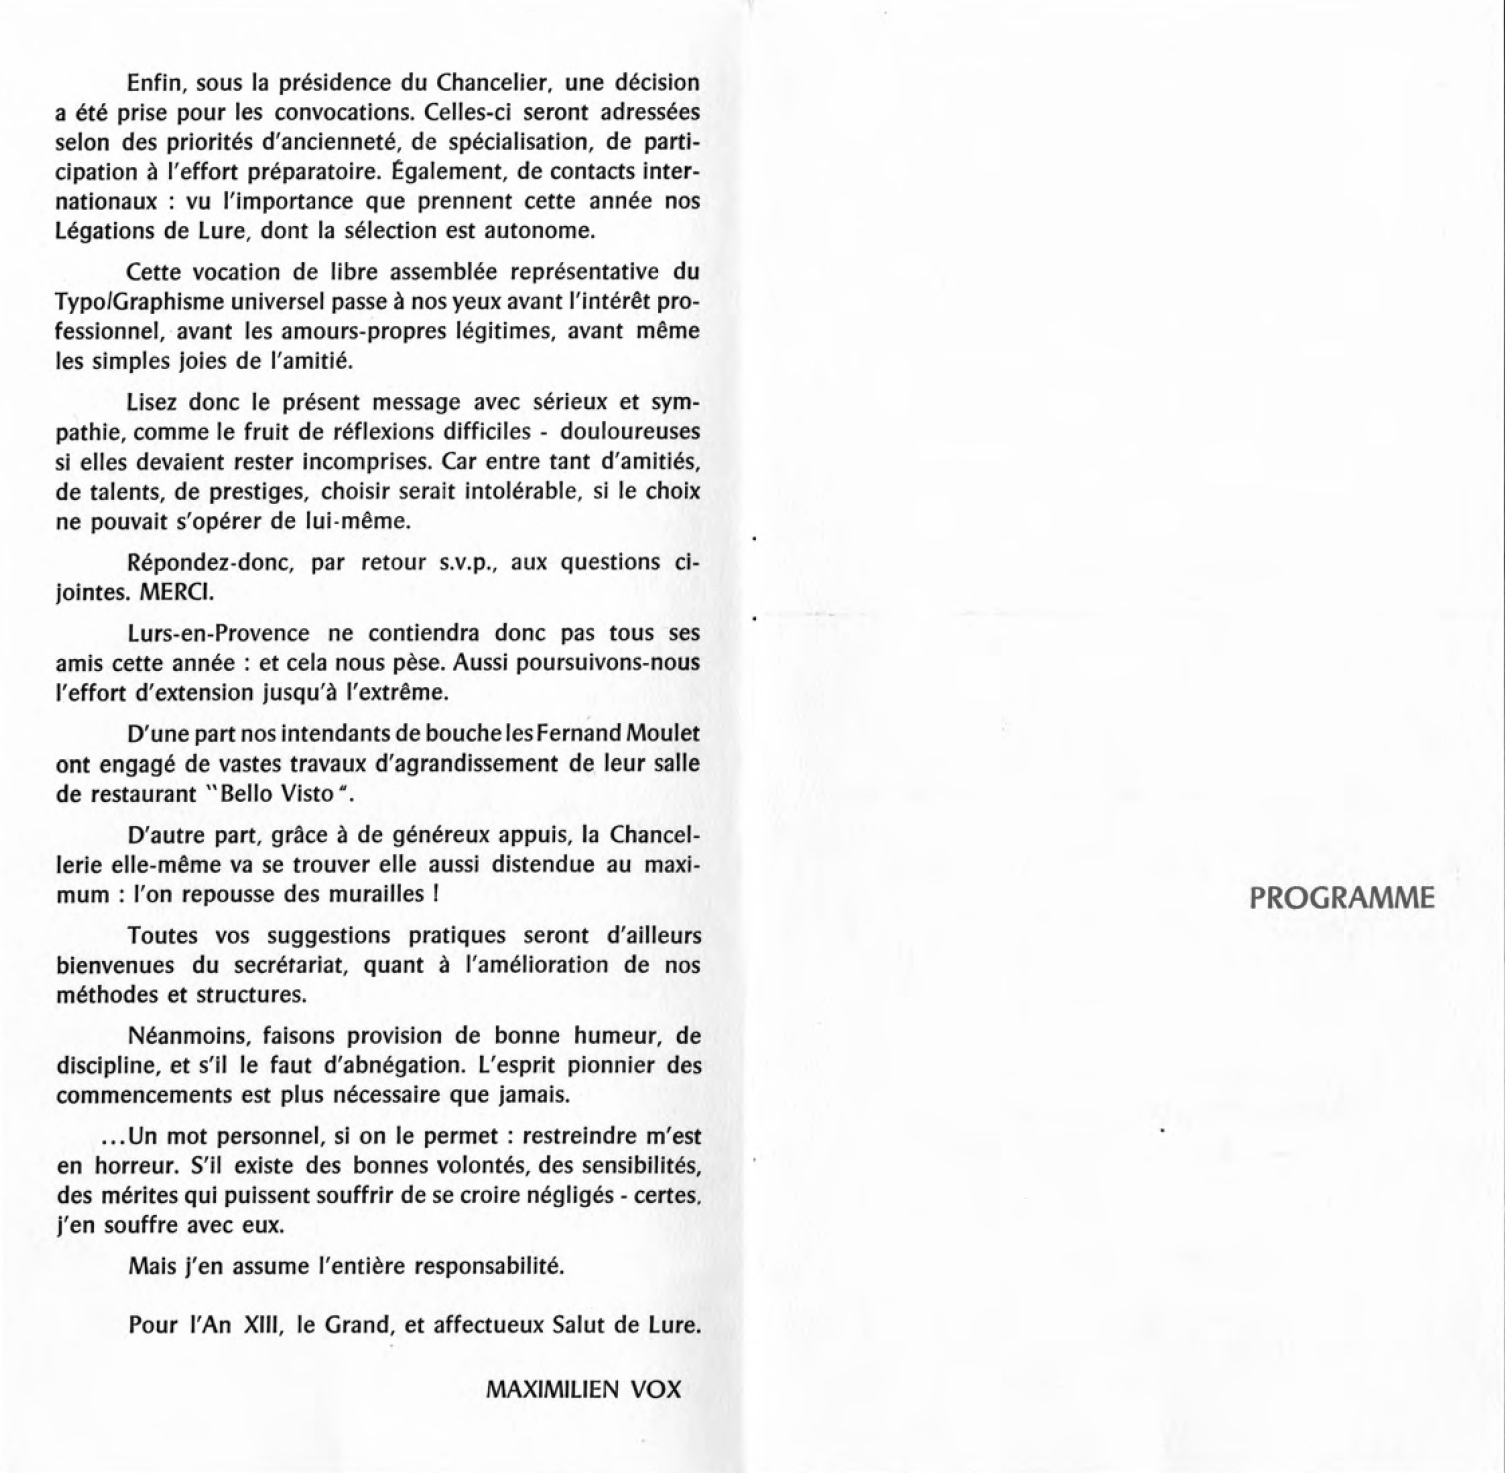 Enfin, sous la présidence du Chancelier, une décision
a été prise pour les convocations. Celles-ci seront adressées
selon des priorités d'ancienneté, de spécialisation, de parti-
cipation à l'effort préparatoire. Également, de contacts inter-
nationaux : vu l'importance que prennent cette année nos
Légations de Lure, dont la sélection est autonome.
Cette vocation de libre assemblée représentative du
Typo/Graphisme universel passe à nos yeux avant l'intérêt pro-
fessionnel, avant les amours-propres légitimes, avant même
les simples joies de l'amitié.
Lisez donc le présent message avec sérieux et sym-
pathie, comme le fruit de réflexions difficiles - douloureuses
si elles devaient rester incomprises. Car entre tant d'amitiés,
de talents, de prestiges, choisir serait intolérable, si le choix
ne pouvait s'opérer de lui-même.
Répondez-donc, par retour s.v.p., aux questions ci-
jointes. MERCI.
Lurs-en-Provence ne contiendra donc pas tous ses
amis cette année : et cela nous pèse. Aussi poursuivons-nous
l'effort d'extension jusqu'à l'extrême.
D'une part nos intendants de bouche les Fernand Moulet
ont engagé de vastes travaux d'agrandissement de leur salle
de restaurant "Bello Visto".
D'autre part, grâce à de généreux appuis, la Chancel-
lerie elle-même va se trouver elle aussi distendue au maxi-
mum : l'on repousse des murailles !
Toutes vos suggestions pratiques seront d'ailleurs
bienvenues du secrétariat, quant à l'amélioration de nos
méthodes et structures.
Néanmoins, faisons provision de bonne humeur, de
discipline, et s'il le faut d'abnégation. L'esprit pionnier des
commencements est plus nécessaire que jamais.
...Un mot personnel, si on le permet : restreindre m'est
en horreur. S'il existe des bonnes volontés, des sensibilités,
des mérites qui puissent souffrir de se croire négligés - certes,
j'en souffre avec eux.
Mais j'en assume l'entière responsabilité.
Pour l'An XIII, le Grand, et affectueux Salut de Lure.
MAXIMILIEN VOX
PROGRAMME